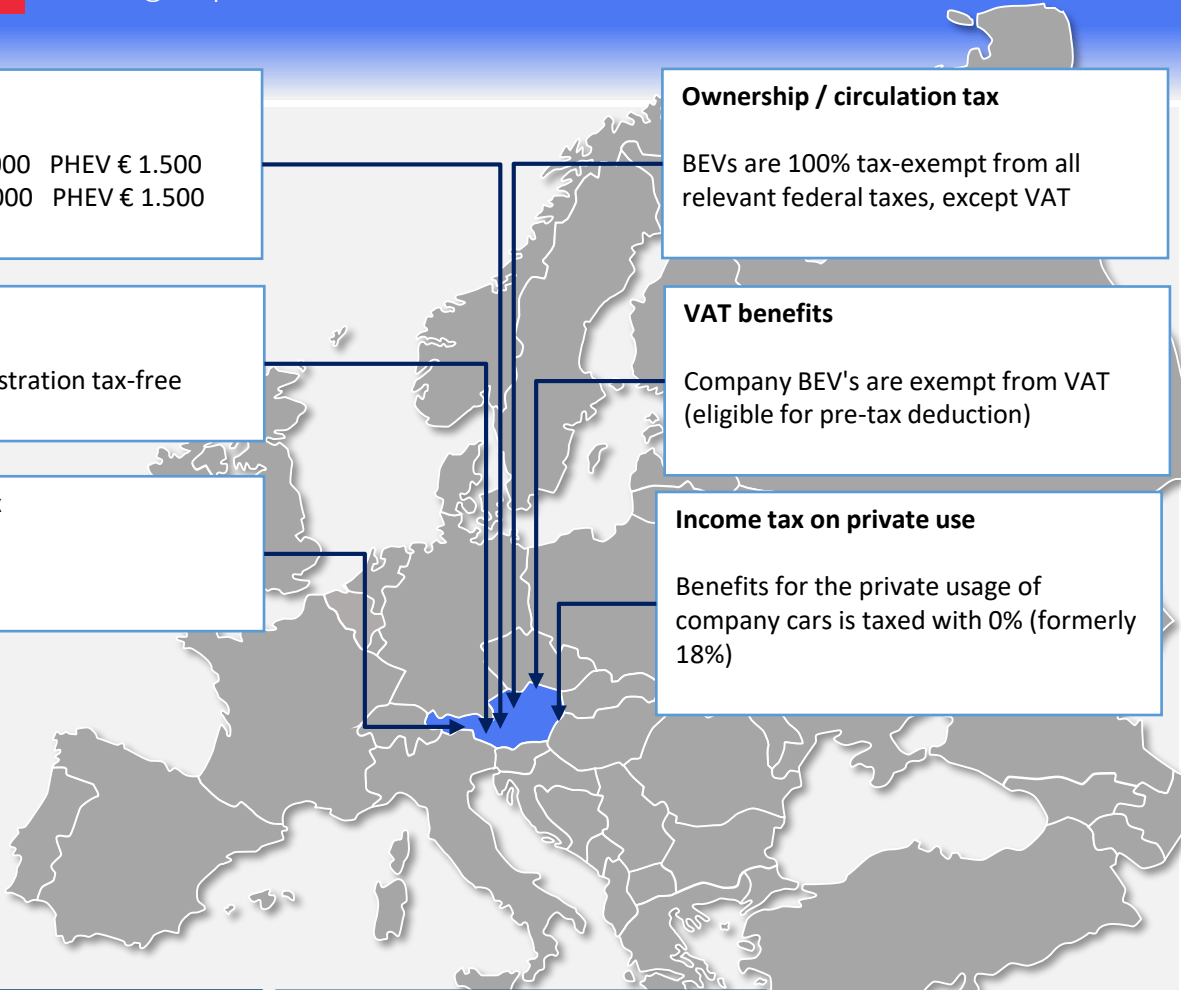 000 PHEV € 1.500
000 PHEV € 1.500
stration tax-free
Ownership / circulation tax
BEVs are 100% tax-exempt from all
relevant federal taxes, except VAT
VAT benefits
Company BEV's are exempt from VAT
(eligible for pre-tax deduction)
Income tax on private use
Benefits for the private usage of
company cars is taxed with 0% (formerly
18%)